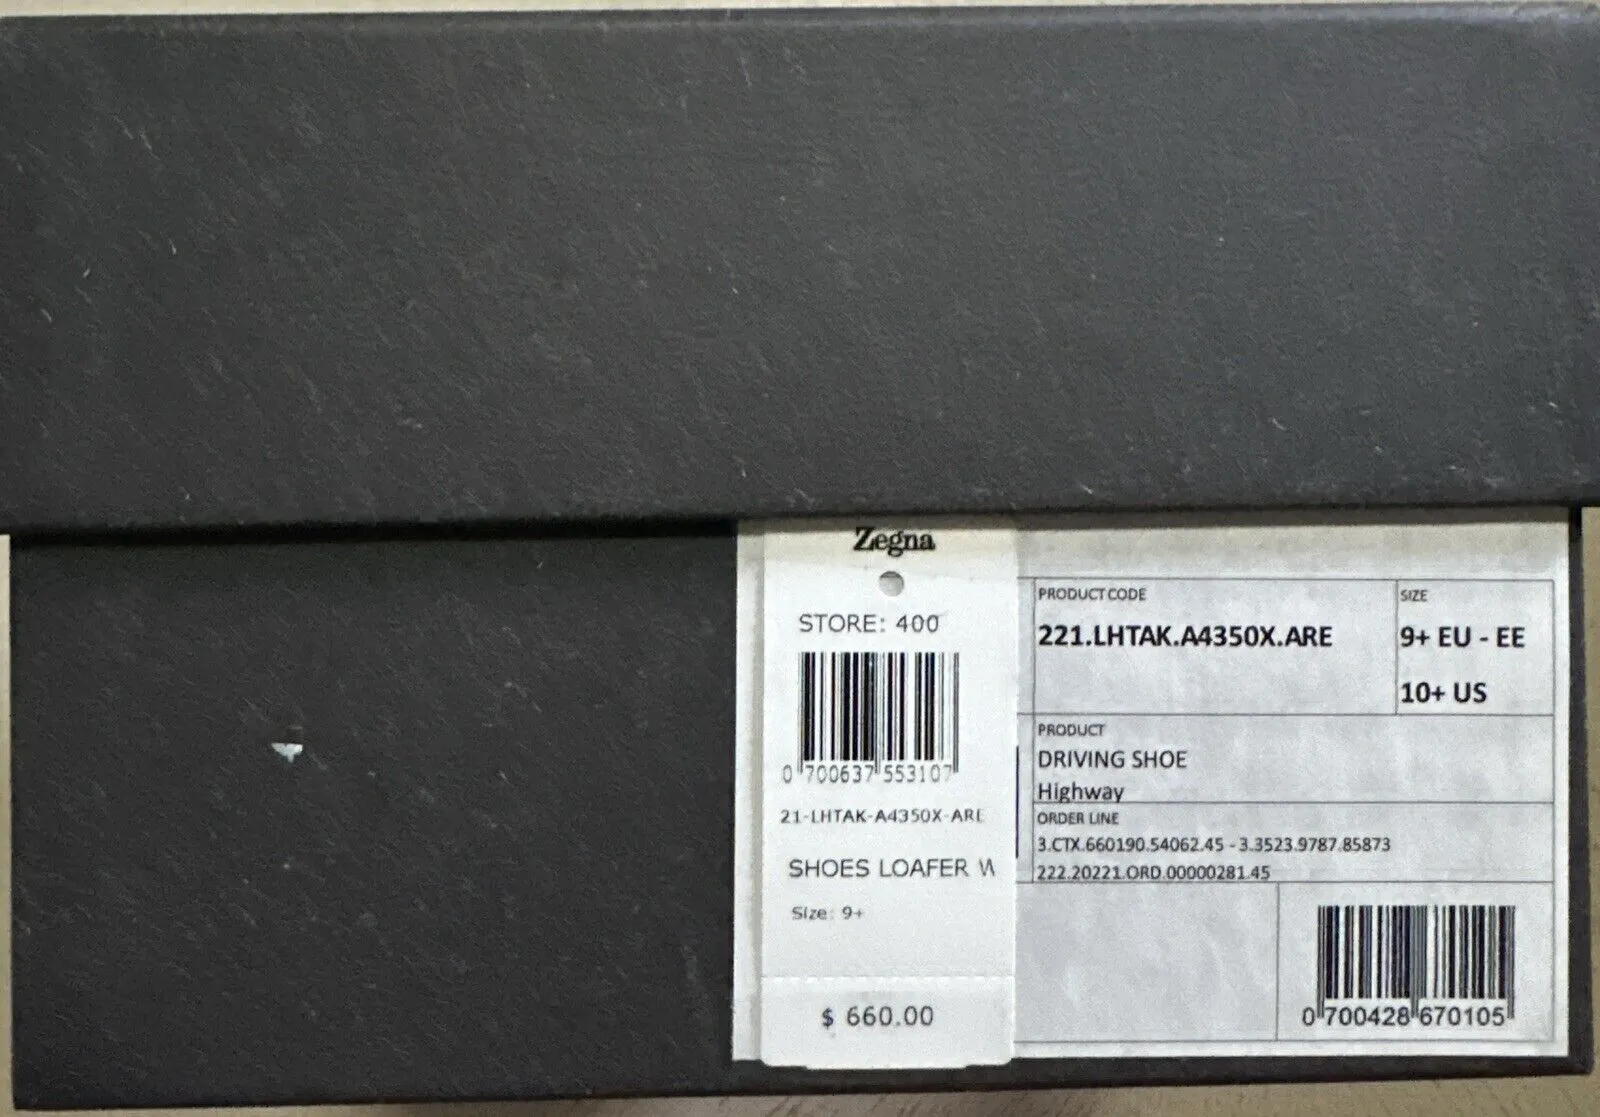 Zegna
STORE: 400
0 700637 553107
21-LHTAK-A4350X-ARE
SHOES LOAFER W
Size: 9+
$ 660.00
PRODUCT CODE
221.LHTAK.A4350X.ARE
SIZE
9+ EU - EE
10+ US
PRODUCT
DRIVING SHOE
Highway
ORDER LINE
3.CTX.660190.54062.45 - 3.3523.9787.85873
222.20221.ORD.00000281.45
0 700428 670105